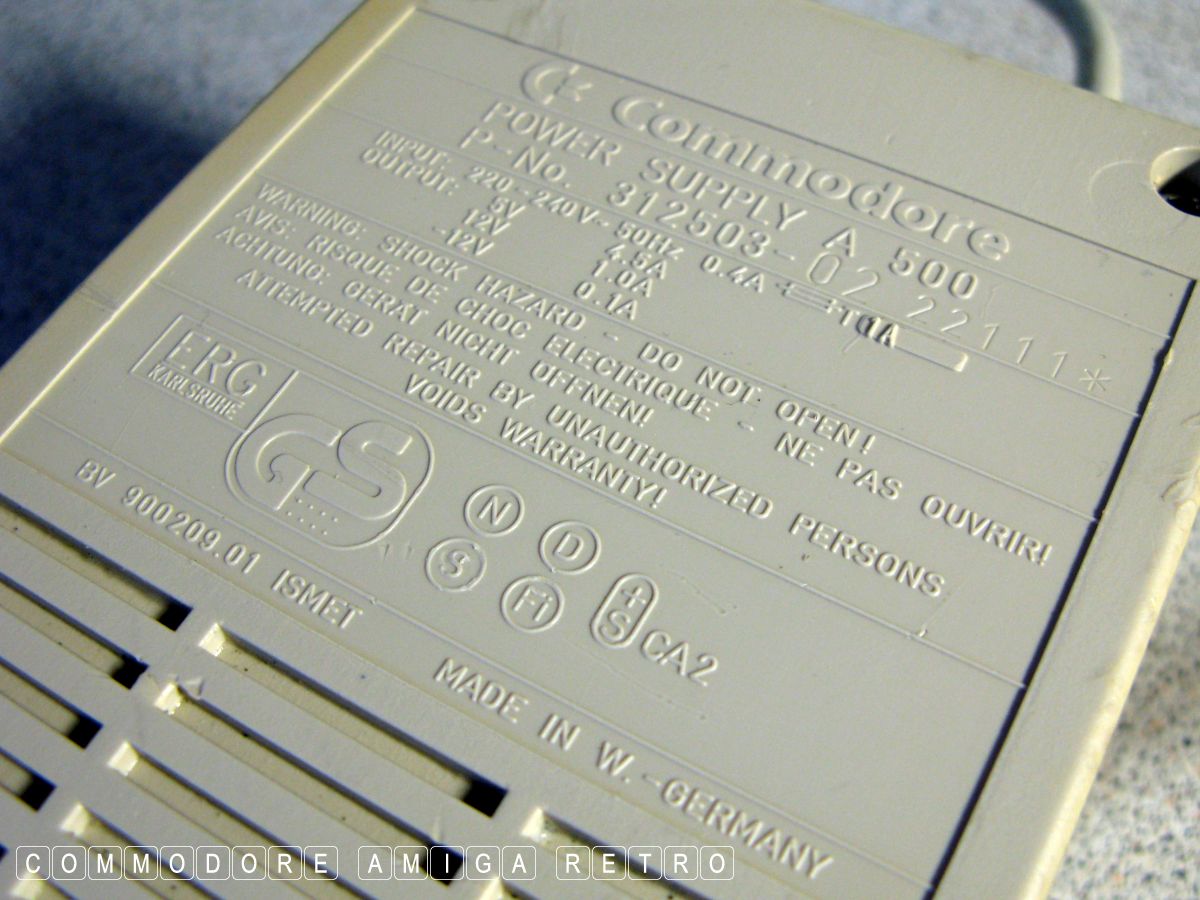 Commodore
POWER SUPPLY A 500
P-No. 312503-02 22111*
INPUT: 220-240V~ 50Hz 0.4A FT 1A
OUTPUT: 5V 4.5A
12V 1.0A
-12V 0.1A
WARNING: SHOCK HAZARD - DO NOT OPEN!
AVIS: RISQUE DE CHOC ELECTRIQUE - NE PAS OUVRIR!
ACHTUNG: GERÄT NICHT ÖFFNEN!
ATTEMPTED REPAIR BY UNAUTHORIZED PERSONS
VOIDS WARRANTY!
ERG
KARLSRUHE
GS
N D
S Fi +S CA2
BV 900209.01 ISMET
MADE IN W.-GERMANY
COMMODORE AMIGA RETRO